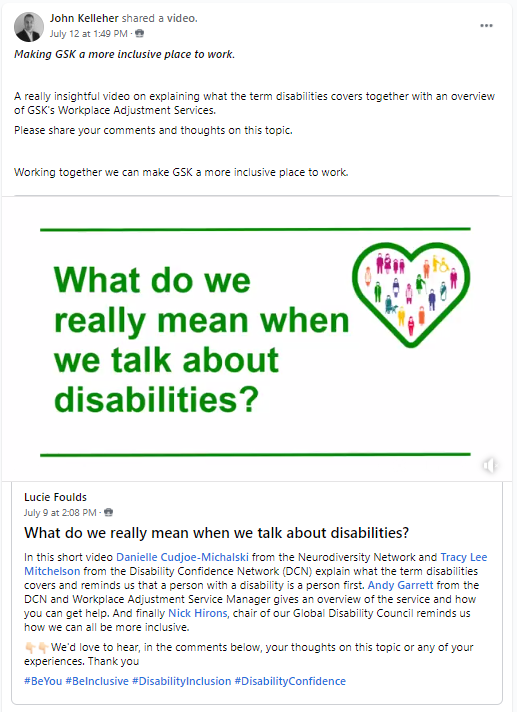 John Kelleher shared a video.
July 12 at 1:49 PM ·
Making GSK a more inclusive place to work.
A really insightful video on explaining what the term disabilities covers together with an overview
of GSK's Workplace Adjustment Services.
Please share your comments and thoughts on this topic.
Working together we can make GSK a more inclusive place to work.
What do we
really mean when
we talk about
disabilities?
Lucie Foulds
July 9 at 2:08 PM ·
What do we really mean when we talk about disabilities?
In this short video Danielle Cudjoe-Michalski from the Neurodiversity Network and Tracy Lee
Mitchelson from the Disability Confidence Network (DCN) explain what the term disabilities
covers and reminds us that a person with a disability is a person first. Andy Garrett from the
DCN and Workplace Adjustment Service Manager gives an overview of the service and how
you can get help. And finally Nick Hirons, chair of our Global Disability Council reminds us
how we can all be more inclusive.
👇🏻👇🏻 We'd love to hear, in the comments below, your thoughts on this topic or any of your
experiences. Thank you
#BeYou #BeInclusive #DisabilityInclusion #DisabilityConfidence